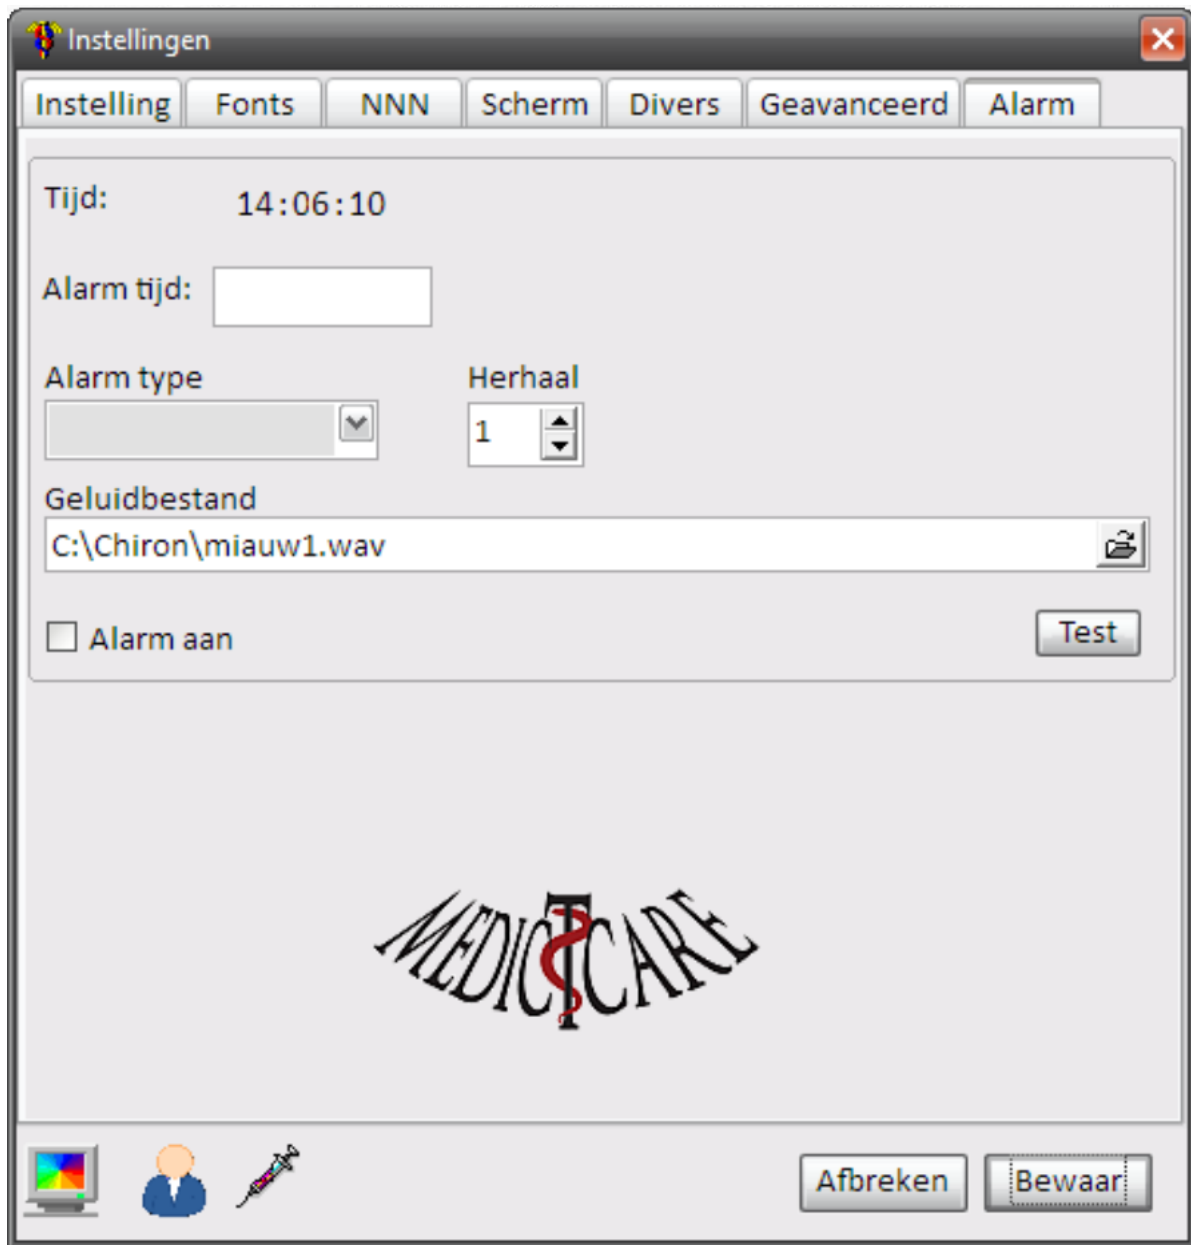 Instellingen
Instelling Fonts NNN Scherm Divers Geavanceerd Alarm
Tijd: 14:06:10
Alarm tijd:
Alarm type Herhaal
1
Geluidbestand
C:\Chiron\miauw1.wav
Alarm aan Test
MEDICTCARE
Afbreken Bewaar